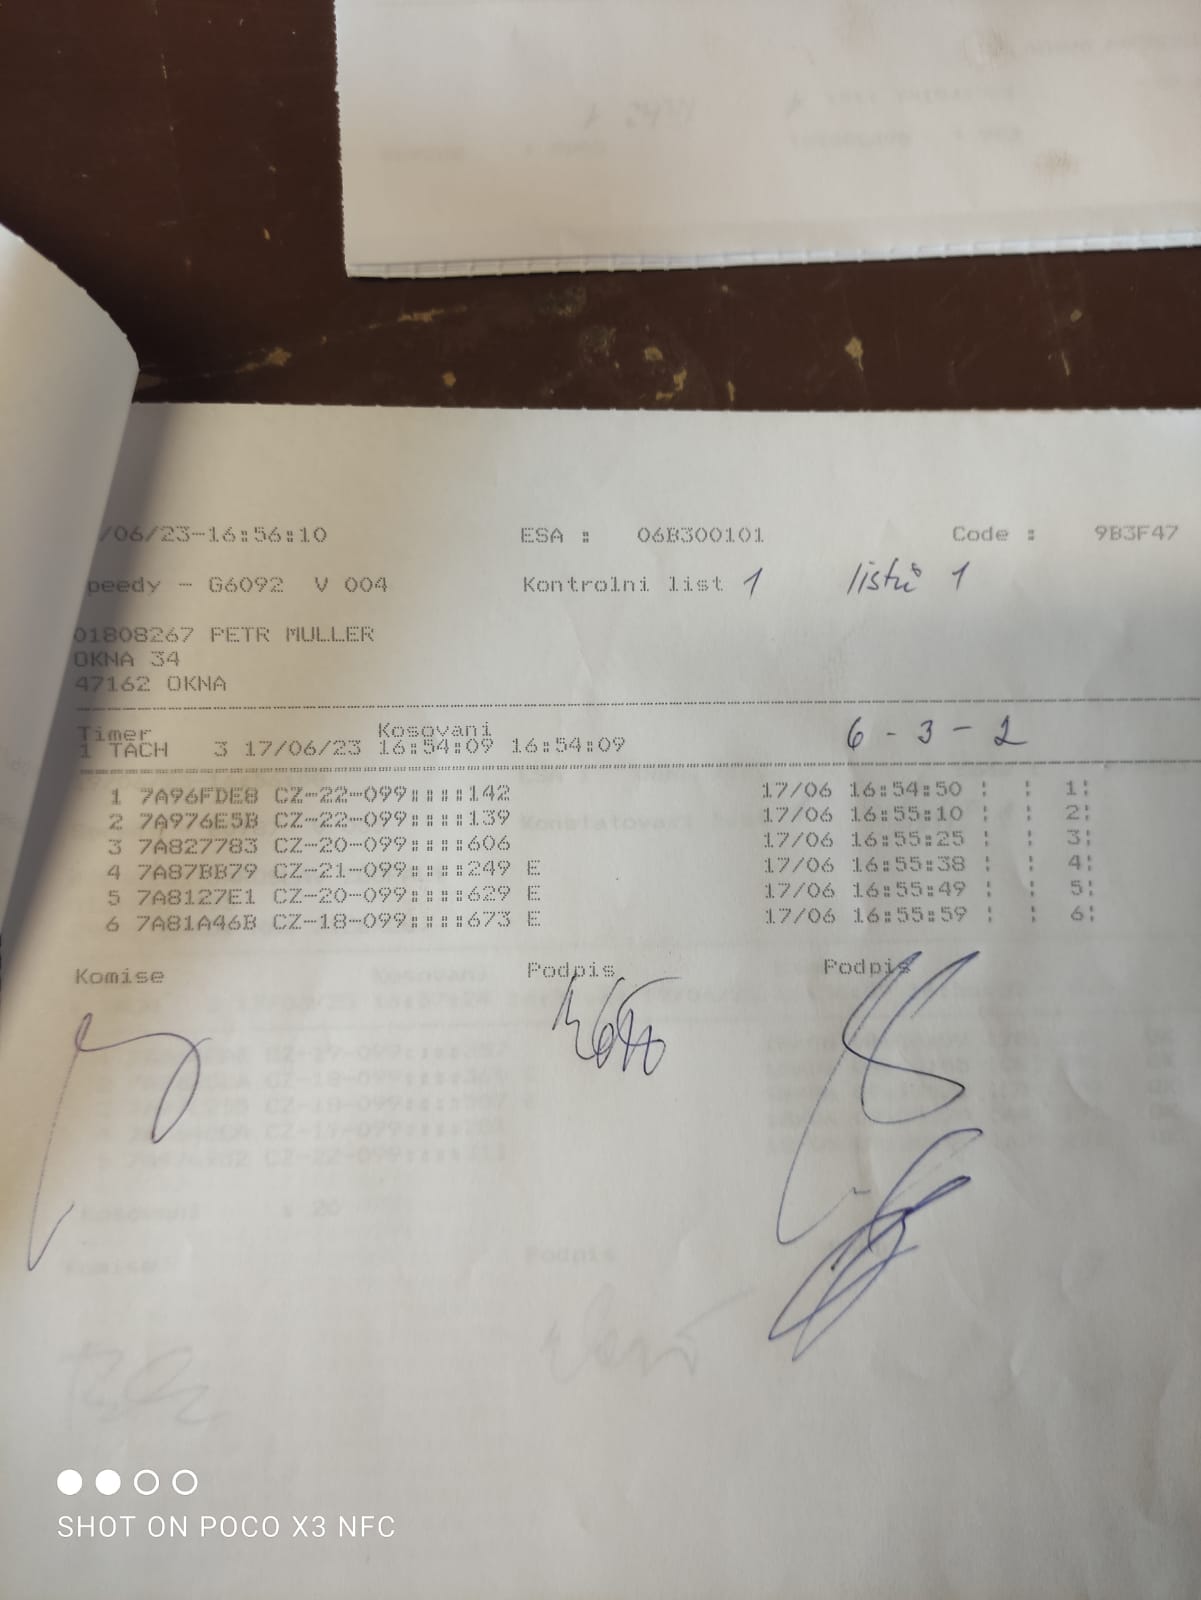 /06/23-16:56:10 ESA : 06B300101 Code : 9B3F47
peedy - G6092 V 004 Kontrolni list 1 listů 1
01808267 PETR MULLER
OKNA 34
47162 OKNA
Timer Kosovani
1 TACH 3 17/06/23 16:54:09 16:54:09 6 - 3 - 2
1 7A96FDE8 CZ-22-099::::142 17/06 16:54:50 : : 1:
2 7A976E5B CZ-22-099::::139 17/06 16:55:10 : : 2:
3 7A827783 CZ-20-099::::606 17/06 16:55:25 : : 3:
4 7A87BB79 CZ-21-099::::249 E 17/06 16:55:38 : : 4:
5 7A8127E1 CZ-20-099::::629 E 17/06 16:55:49 : : 5:
6 7A81A46B CZ-18-099::::673 E 17/06 16:55:59 : : 6:
Komise Podpis Podpis
SHOT ON POCO X3 NFC